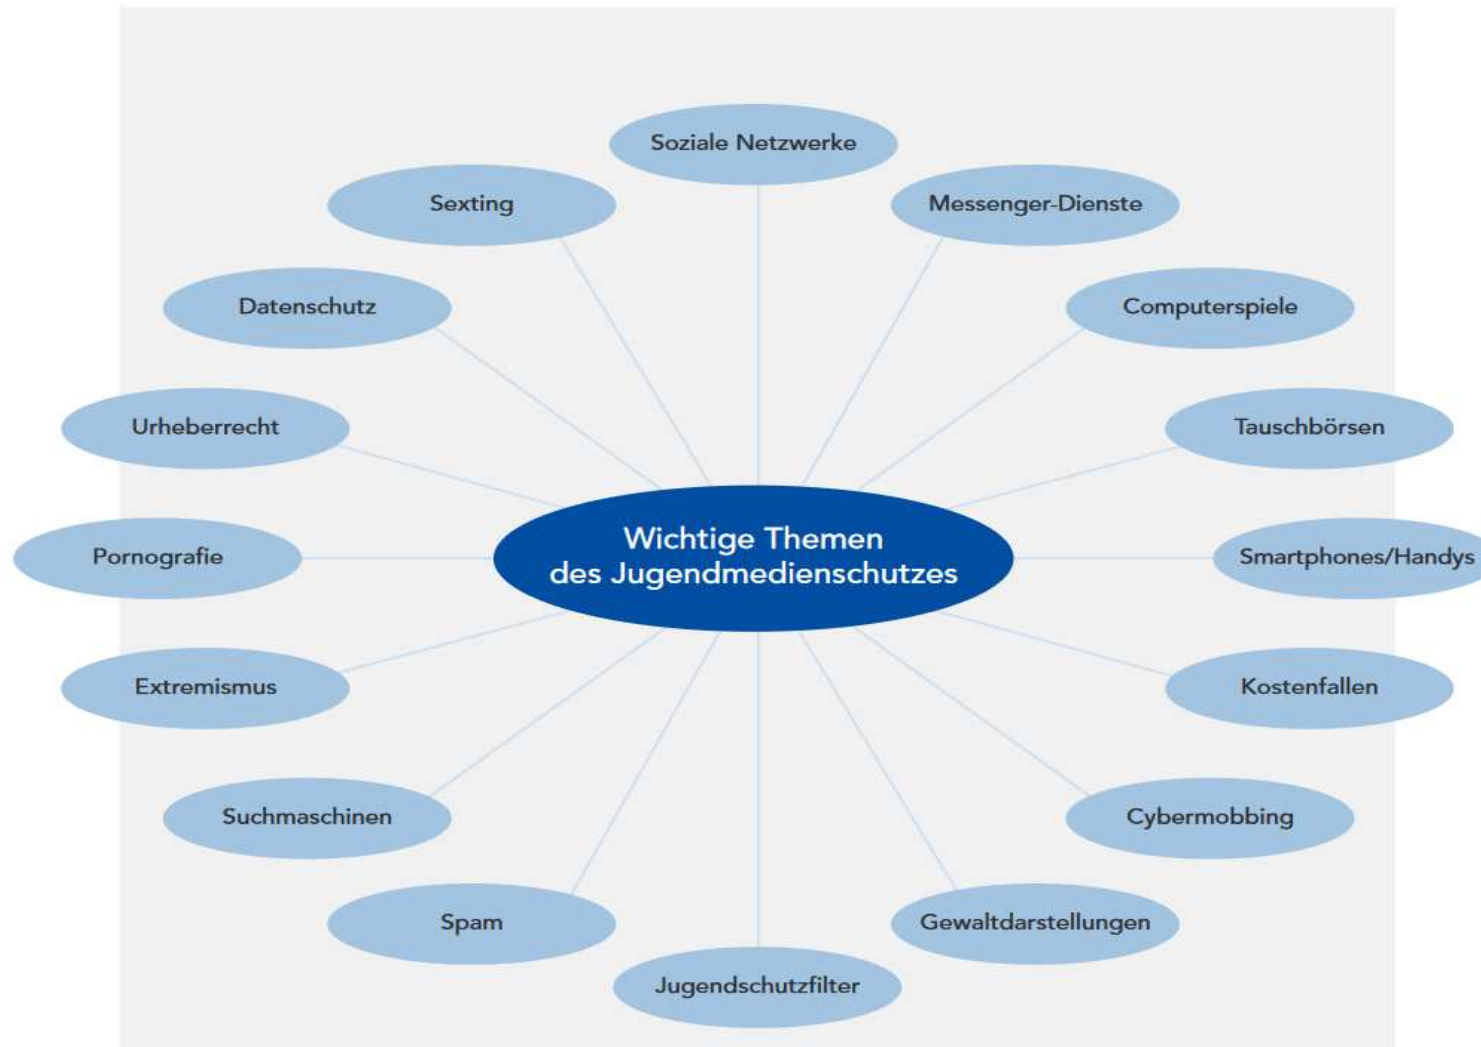 Soziale Netzwerke
Sexting
Messenger-Dienste
Datenschutz
Computerspiele
Urheberrecht
Tauschbörsen
Wichtige Themen
des Jugendmedienschutzes
Pornografie
Smartphones/Handys
Extremismus
Kostenfallen
Suchmaschinen
Cybermobbing
Spam
Gewaltdarstellungen
Jugendschutzfilter